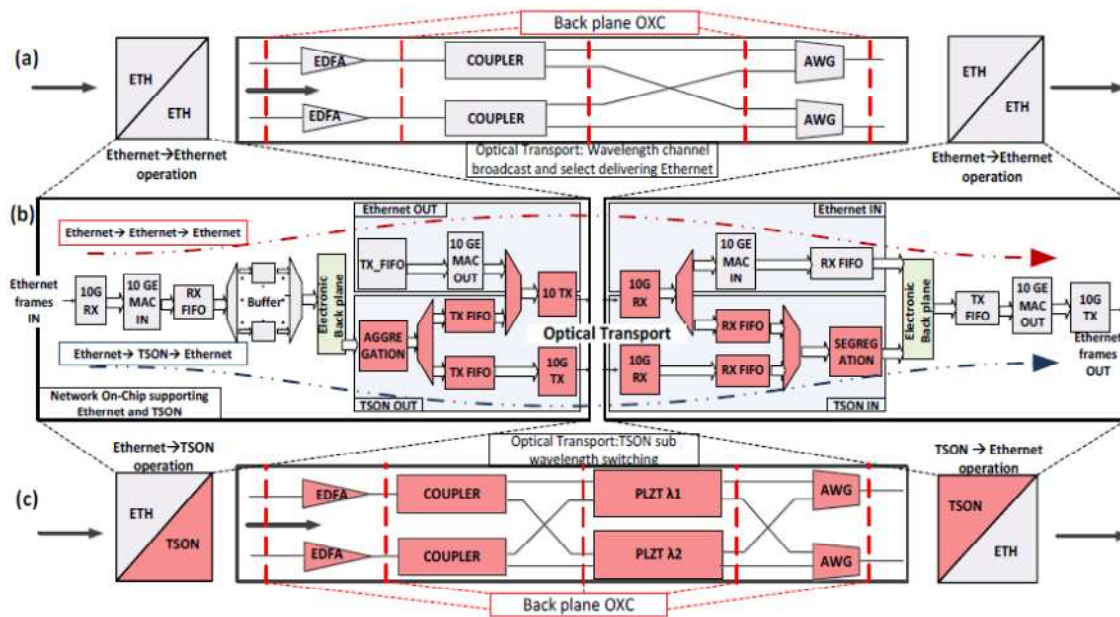 Back plane OXC
(a)
ETH
ETH
EDFA
EDFA
COUPLER
COUPLER
AWG
AWG
ETH
ETH
Ethernet→Ethernet
operation
Optical Transport: Wavelength channel
broadcast and select delivering Ethernet
Ethernet→Ethernet
operation
(b)
Ethernet→ Ethernet→ Ethernet
Ethernet
frames
IN
10G
RX
10 GE
MAC
IN
RX
FIFO
Buffer
Electronic
Back plane
Ethernet→ TSON→ Ethernet
Network On-Chip supporting
Ethernet and TSON
Ethernet OUT
TX_FIFO
10 GE
MAC
OUT
AGGRE
GATION
TX FIFO
TX FIFO
10 TX
10G
TX
TSON OUT
Optical Transport
Ethernet IN
10G
RX
10G
RX
10 GE
MAC
IN
RX FIFO
RX FIFO
RX FIFO
SEGREG
ATION
TSON IN
Electronic
Back plane
TX
FIFO
10 GE
MAC
OUT
10G
TX
Ethernet
frames
OUT
Ethernet→TSON
operation
Optical Transport:TSON sub
wavelength switching
TSON → Ethernet
operation
(c)
ETH
TSON
EDFA
EDFA
COUPLER
COUPLER
PLZT λ1
PLZT λ2
AWG
AWG
TSON
ETH
Back plane OXC